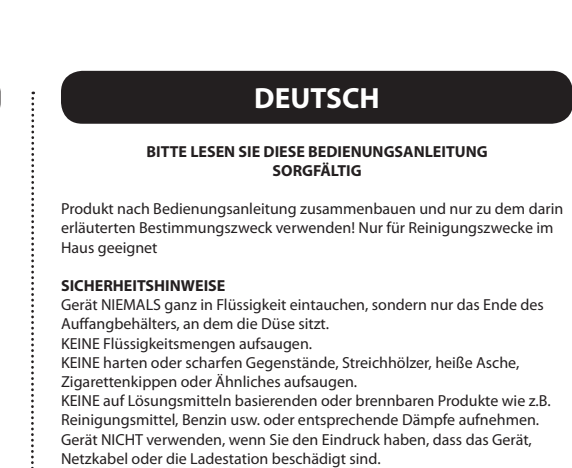 DEUTSCH
BITTE LESEN SIE DIESE BEDIENUNGSANLEITUNG
SORGFÄLTIG
Produkt nach Bedienungsanleitung zusammenbauen und nur zu dem darin
erläuterten Bestimmungszweck verwenden! Nur für Reinigungszwecke im
Haus geeignet
SICHERHEITSHINWEISE
Gerät NIEMALS ganz in Flüssigkeit eintauchen, sondern nur das Ende des
Auffangbehälters, an dem die Düse sitzt.
KEINE Flüssigkeitsmengen aufsaugen.
KEINE harten oder scharfen Gegenstände, Streichhölzer, heiße Asche,
Zigarettenkippen oder Ähnliches aufsaugen.
KEINE auf Lösungsmitteln basierenden oder brennbaren Produkte wie z.B.
Reinigungsmittel, Benzin usw. oder entsprechende Dämpfe aufnehmen.
Gerät NICHT verwenden, wenn Sie den Eindruck haben, dass das Gerät,
Netzkabel oder die Ladestation beschädigt sind.